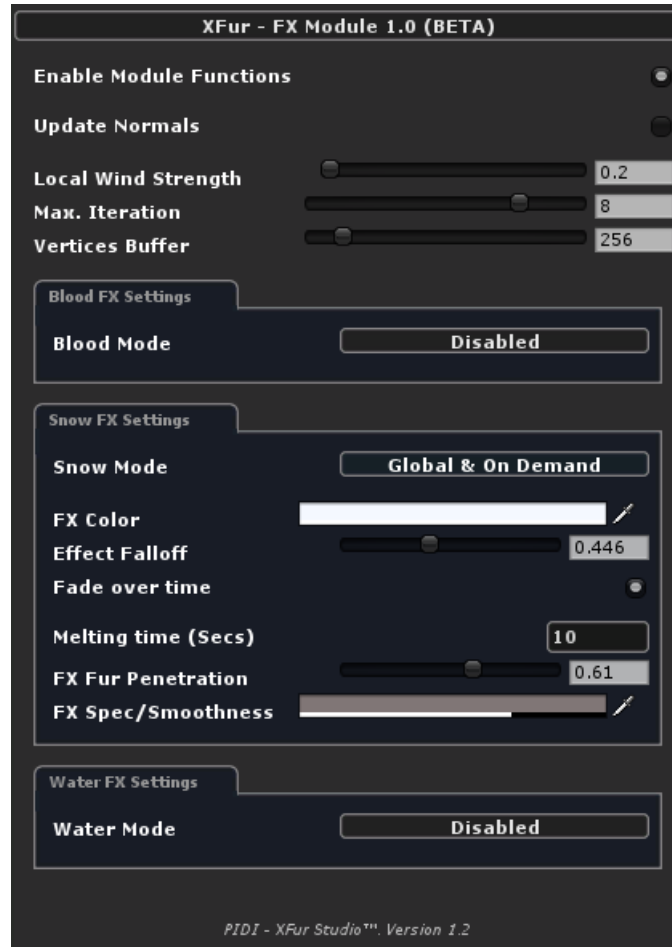 XFur - FX Module 1.0 (BETA)
Enable Module Functions
Update Normals
Local Wind Strength 0.2
Max. Iteration 8
Vertices Buffer 256
Blood FX Settings
Blood Mode Disabled
Snow FX Settings
Snow Mode Global & On Demand
FX Color
Effect Falloff 0.446
Fade over time
Melting time (Secs) 10
FX Fur Penetration 0.61
FX Spec/Smoothness
Water FX Settings
Water Mode Disabled
PIDI - XFur Studio™. Version 1.2